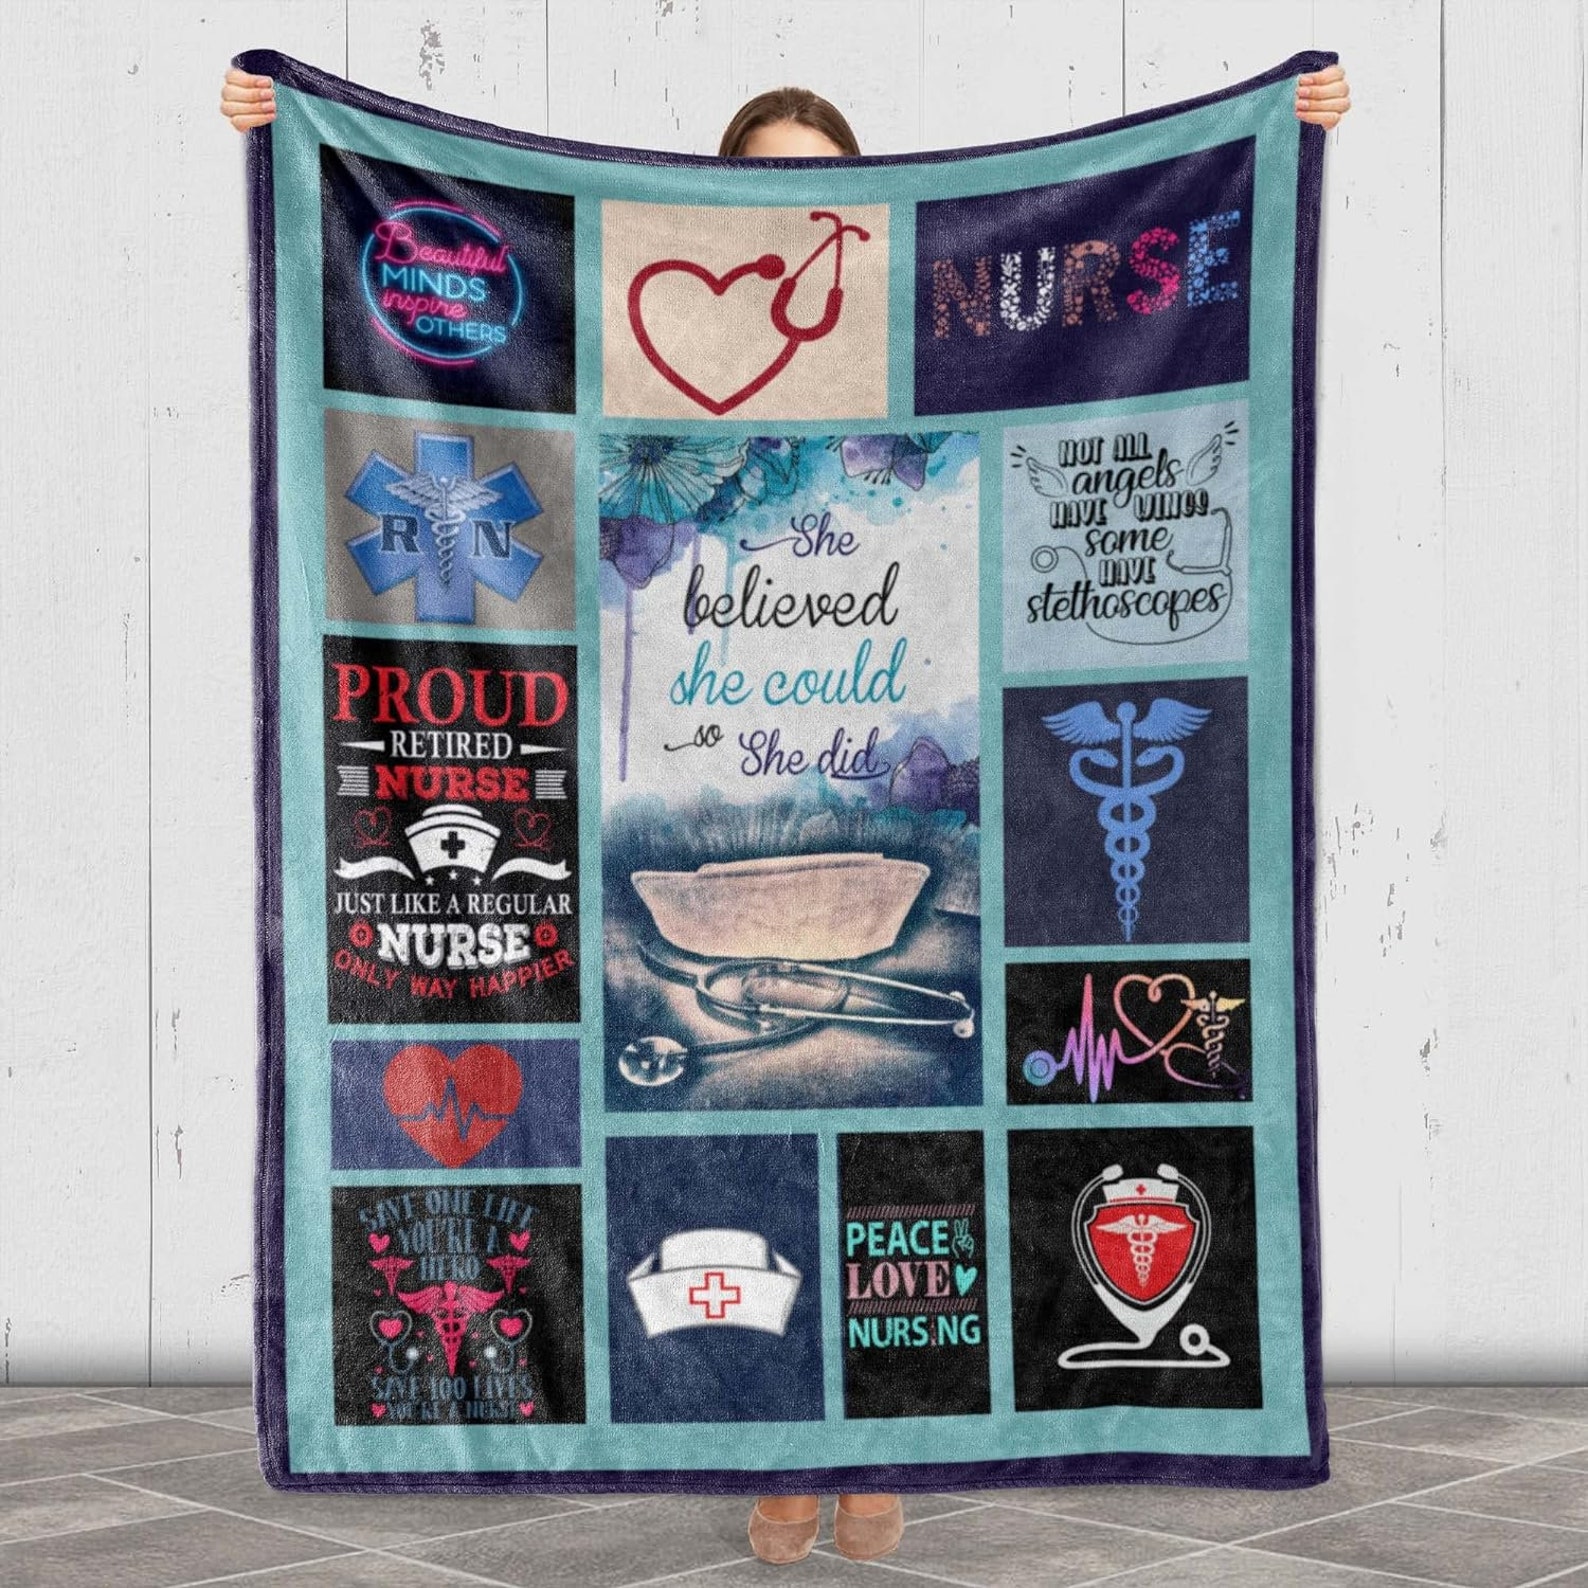 Beautiful
MINDS
inspire
OTHERS
NURSE
R N
NOT ALL
angels
HAVE WINGS
some
HAVE
stethoscopes
She
believed
she could
so She did
PROUD
RETIRED
NURSE
JUST LIKE A REGULAR
NURSE
ONLY WAY HAPPIER
SAVE ONE LIFE
YOU'RE A
HERO
SAVE 100 LIVES
YOU'RE A NURSE
PEACE
LOVE
NURSING